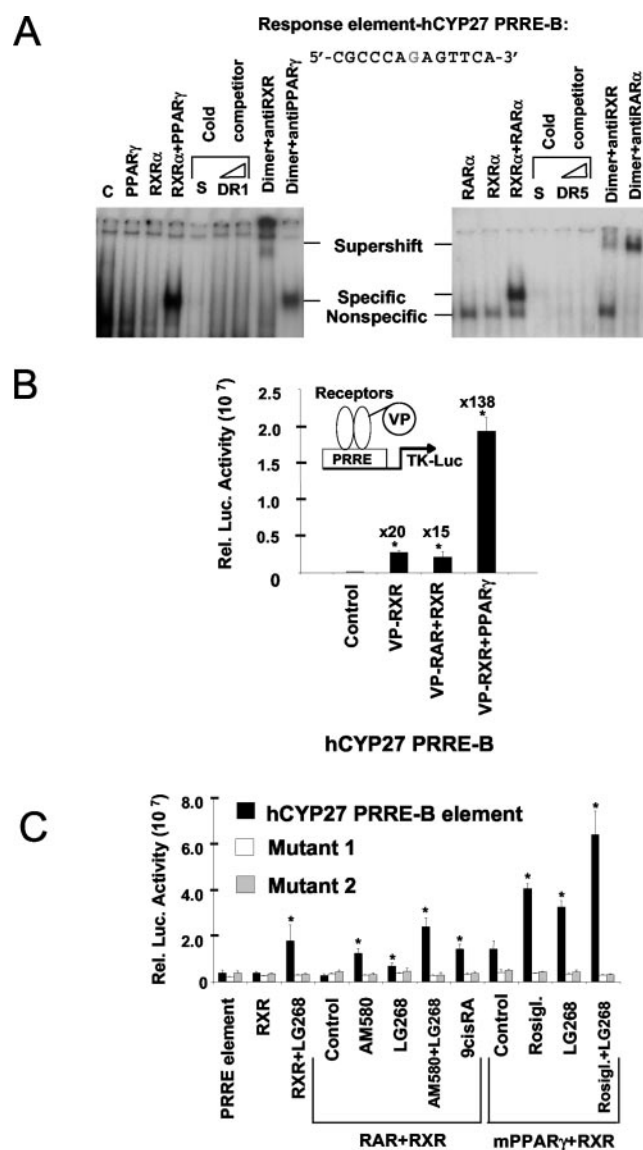 A
Response element-hCYP27 PRRE-B:
5′-CGCCCAGAGTTCA-3′
C
PPARγ
RXRα
RXRα+PPARγ
Cold
competitor
S
DR1
Dimer+antiRXR
Dimer+antiPPARγ
RARα
RXRα
RXRα+RARα
Cold
competitor
S
DR5
Dimer+antiRXR
Dimer+antiRARα
Supershift
Specific
Nonspecific
B
Rel. Luc. Activity (10 7)
2.5
2.0
1.5
1.0
0.5
0
Receptors
VP
PRRE
TK-Luc
x20
*
x15
*
x138
*
Control
VP-RXR
VP-RAR+RXR
VP-RXR+PPARγ
hCYP27 PRRE-B
C
Rel. Luc. Activity (10 7)
8.0
6.0
4.0
2.0
0.0
hCYP27 PRRE-B element
Mutant 1
Mutant 2
* * * * * * * *
PRRE element
RXR
RXR+LG268
Control
AM580
LG268
AM580+LG268
9cisRA
Control
Rosigl.
LG268
Rosigl.+LG268
RAR+RXR
mPPARγ+RXR